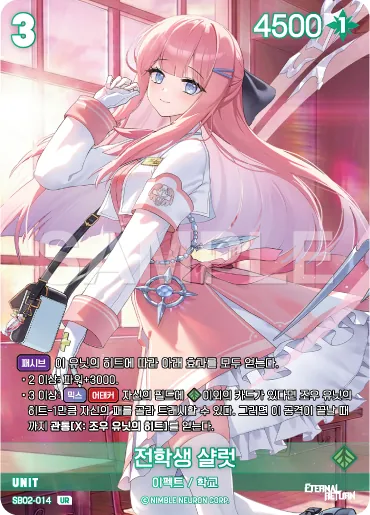 3
4500 1
SAMPLE
패시브 이 유닛의 히트에 따라 아래 효과를 모두 얻는다.
· 2 이상: 파워+3000.
· 3 이상: 믹스 어태커 자신의 필드에 이외의 카드가 있다면 조우 유닛의
히트-1만큼 자신의 패를 골라 트래시할 수 있다. 그러면 이 공격이 끝날 때
까지 관통[X: 조우 유닛의 히트]를 얻는다.
전학생 샬럿
이펙트 / 학교
UNIT
SB02-014 UR
© NIMBLE NEURON CORP.
ETERNAL RETURN